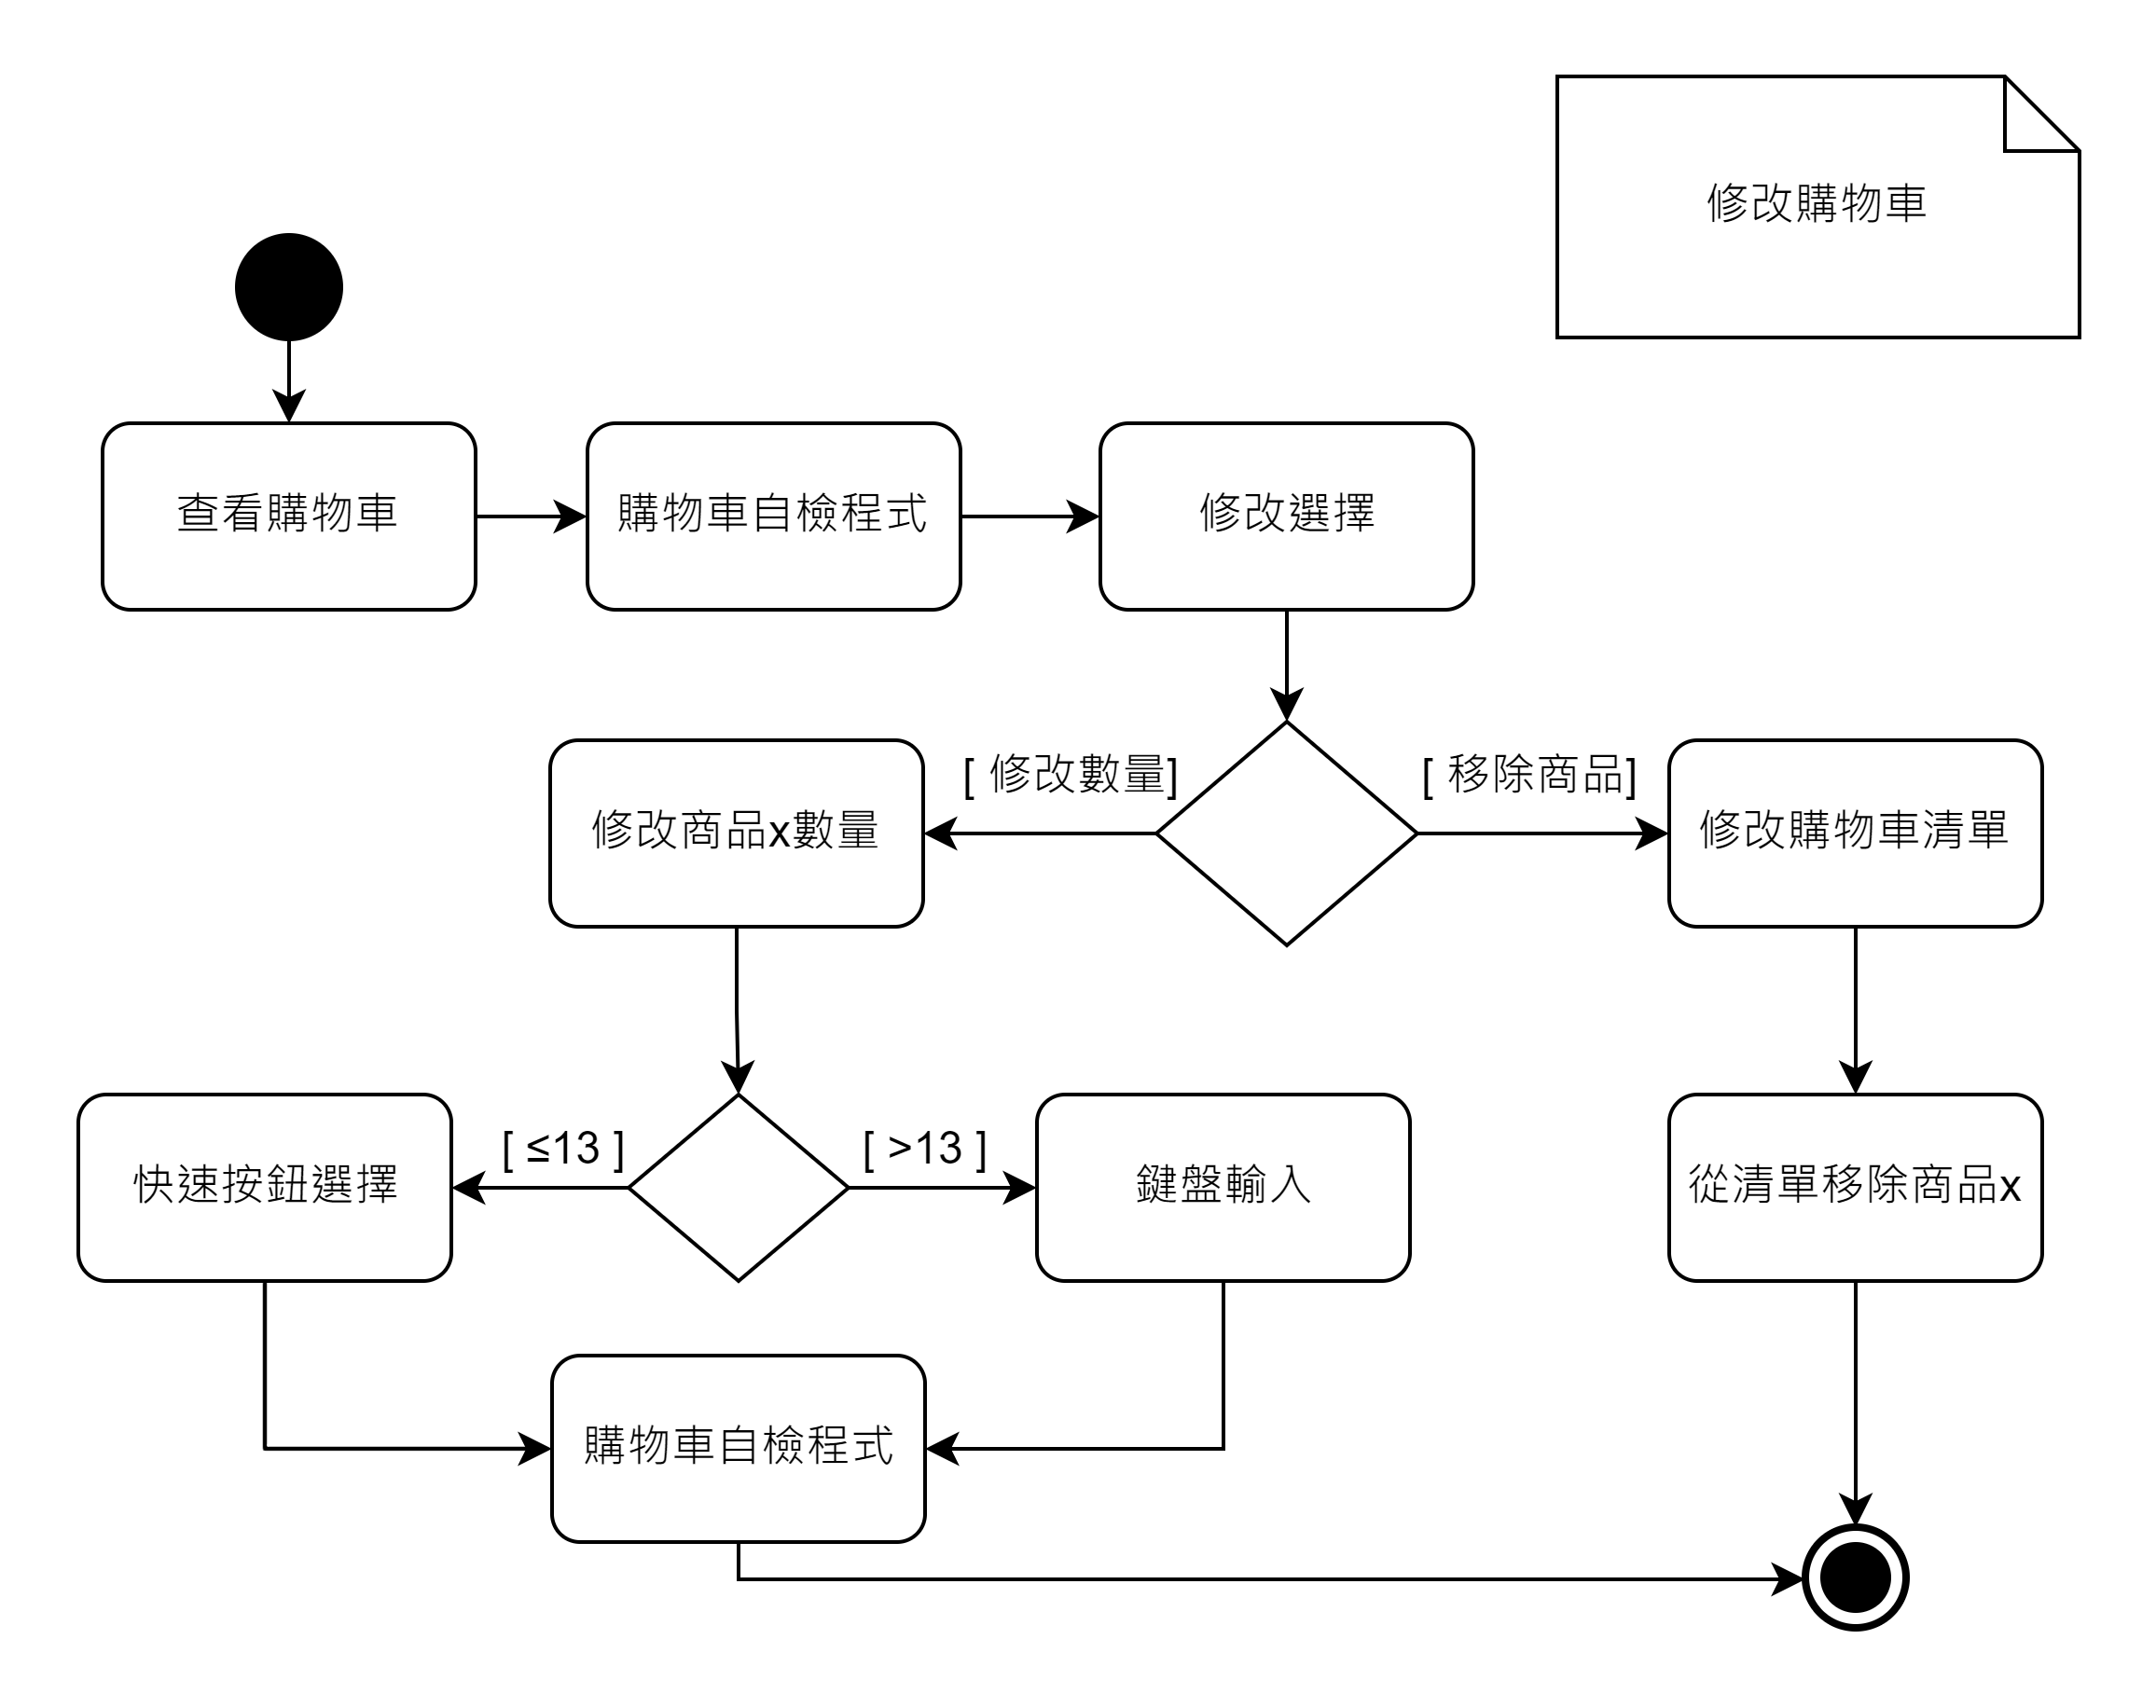 修改購物車
查看購物車
購物車自檢程式
修改選擇
[ 修改數量]
[ 移除商品]
修改商品x數量
修改購物車清單
[ ≤13 ]
[ >13 ]
快速按鈕選擇
鍵盤輸入
從清單移除商品x
購物車自檢程式